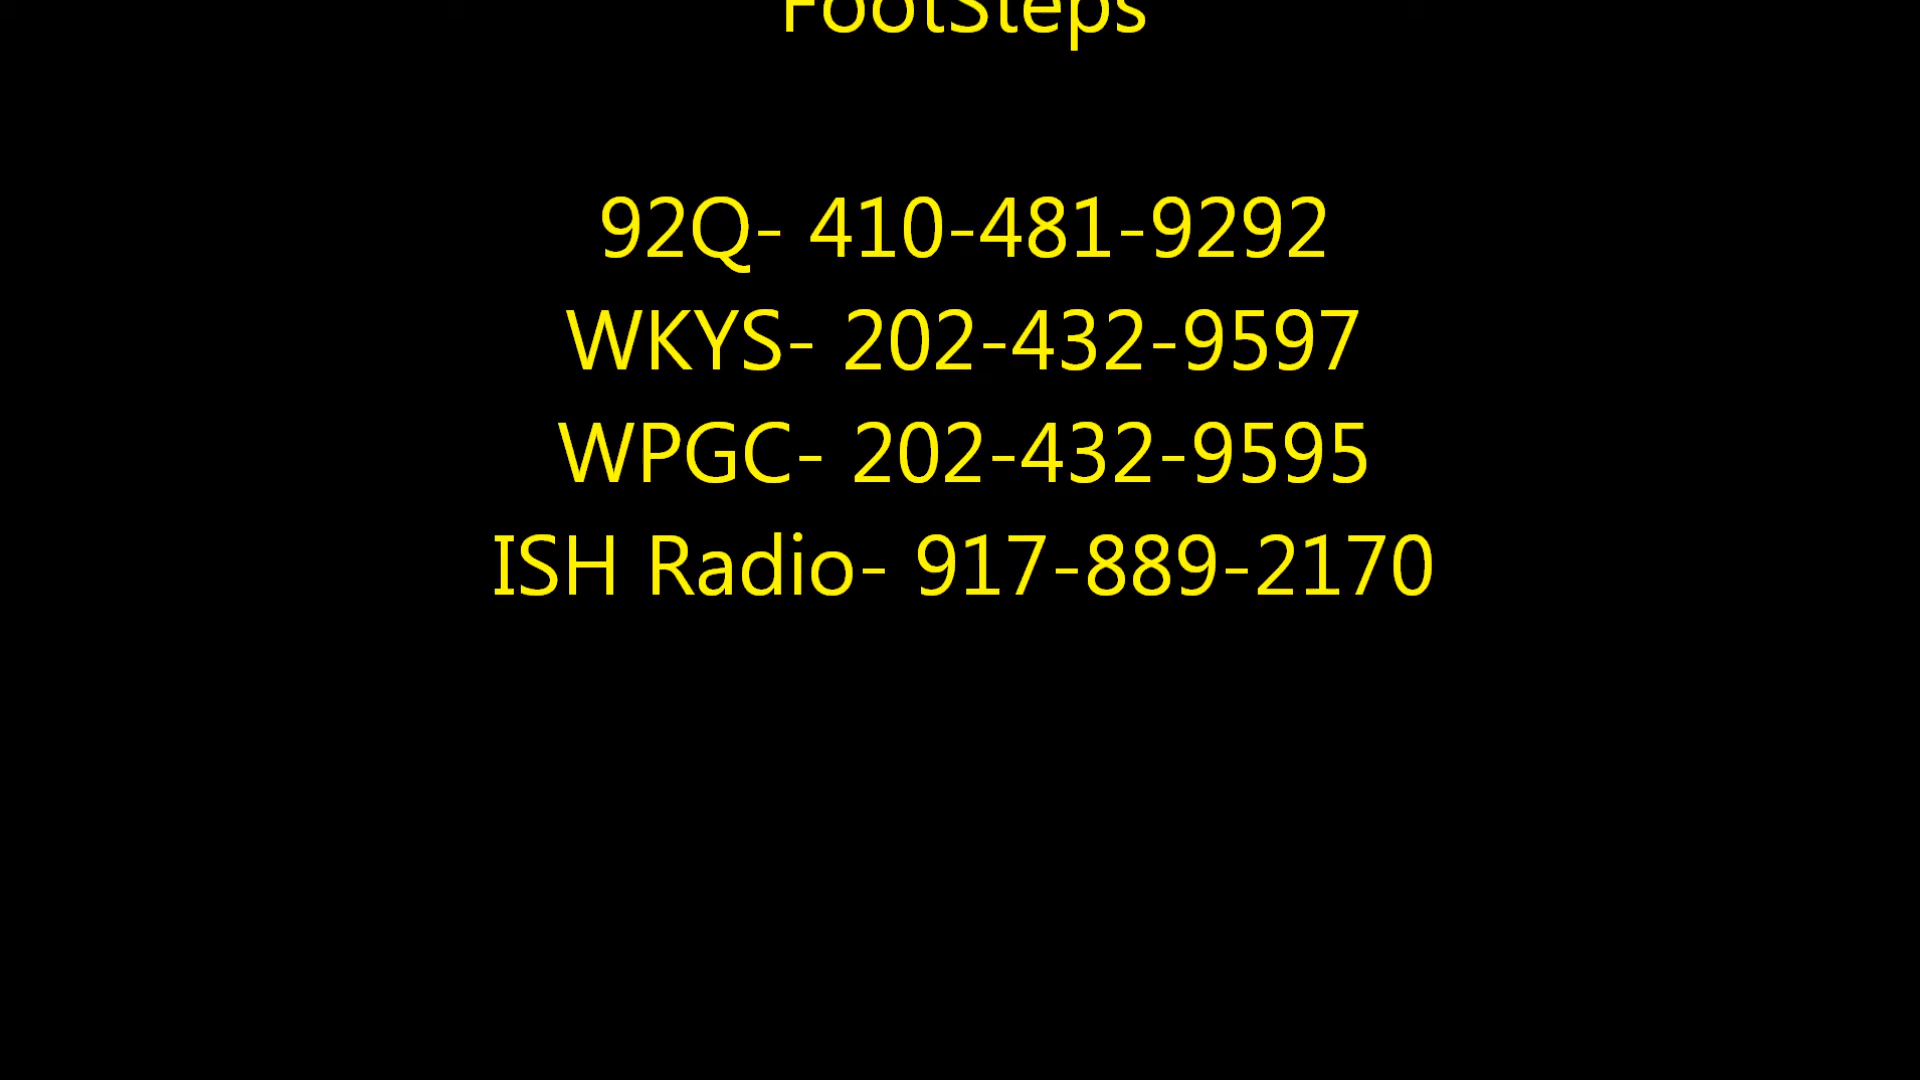 FootSteps
92Q- 410-481-9292
WKYS- 202-432-9597
WPGC- 202-432-9595
ISH Radio- 917-889-2170